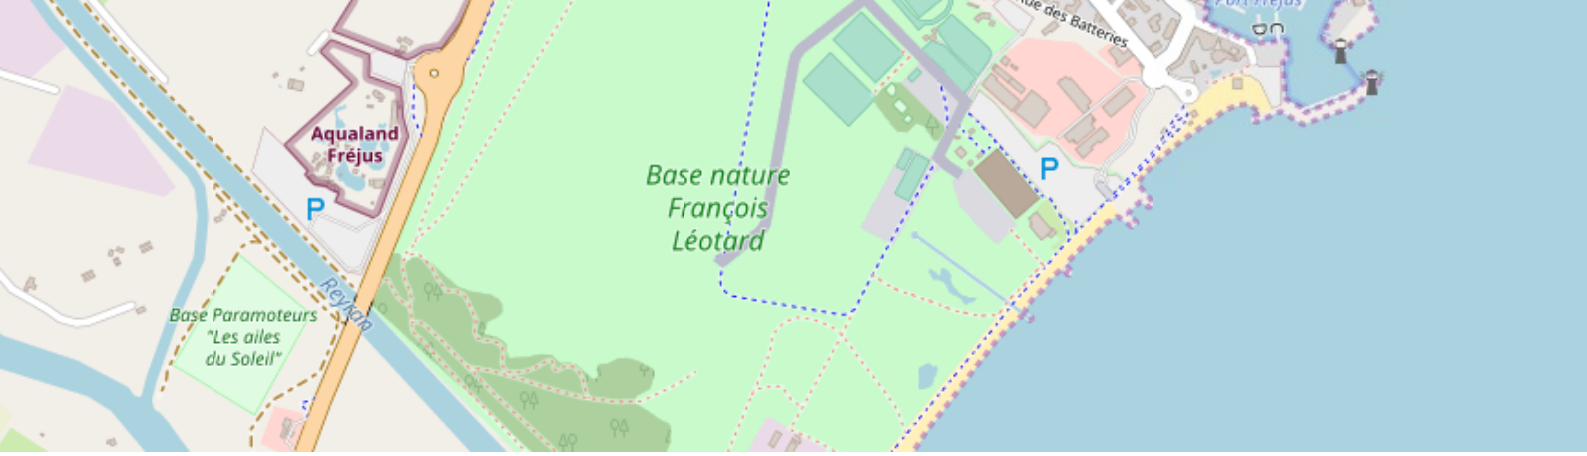 Port Fréjus
Rue des Batteries
Aqualand
Fréjus
P
P
Base nature
François
Léotard
Reyran
Base Paramoteurs
"Les ailes
du Soleil"